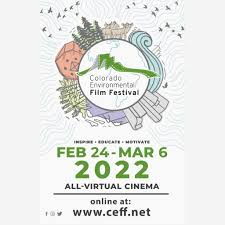 Colorado
Environmental
Film Festival
INSPIRE • EDUCATE • MOTIVATE
FEB 24 - MAR 6
2022
ALL-VIRTUAL CINEMA
online at:
www.ceff.net